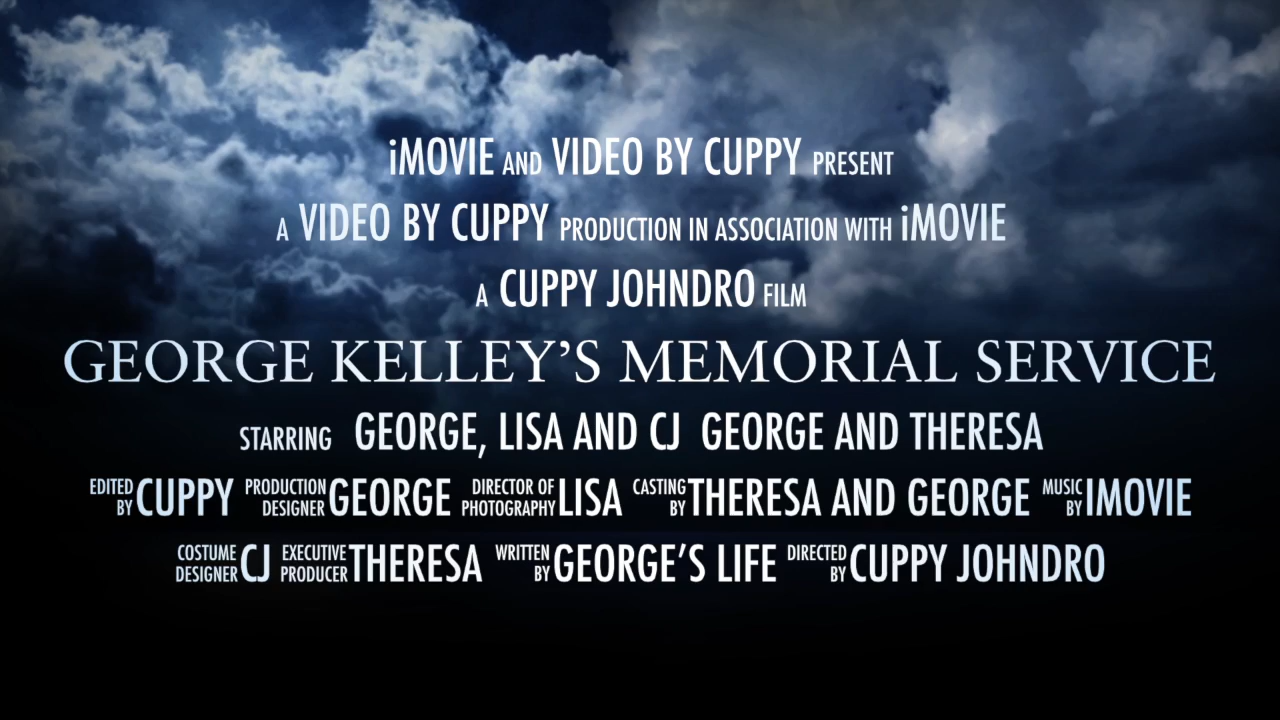 iMOVIE AND VIDEO BY CUPPY PRESENT
A VIDEO BY CUPPY PRODUCTION IN ASSOCIATION WITH iMOVIE
A CUPPY JOHNDRO FILM
GEORGE KELLEY’S MEMORIAL SERVICE
STARRING GEORGE, LISA AND CJ GEORGE AND THERESA
EDITED BY CUPPY PRODUCTION DESIGNER GEORGE DIRECTOR OF PHOTOGRAPHY LISA CASTING BY THERESA AND GEORGE MUSIC BY IMOVIE
COSTUME DESIGNER CJ EXECUTIVE PRODUCER THERESA WRITTEN BY GEORGE’S LIFE DIRECTED BY CUPPY JOHNDRO